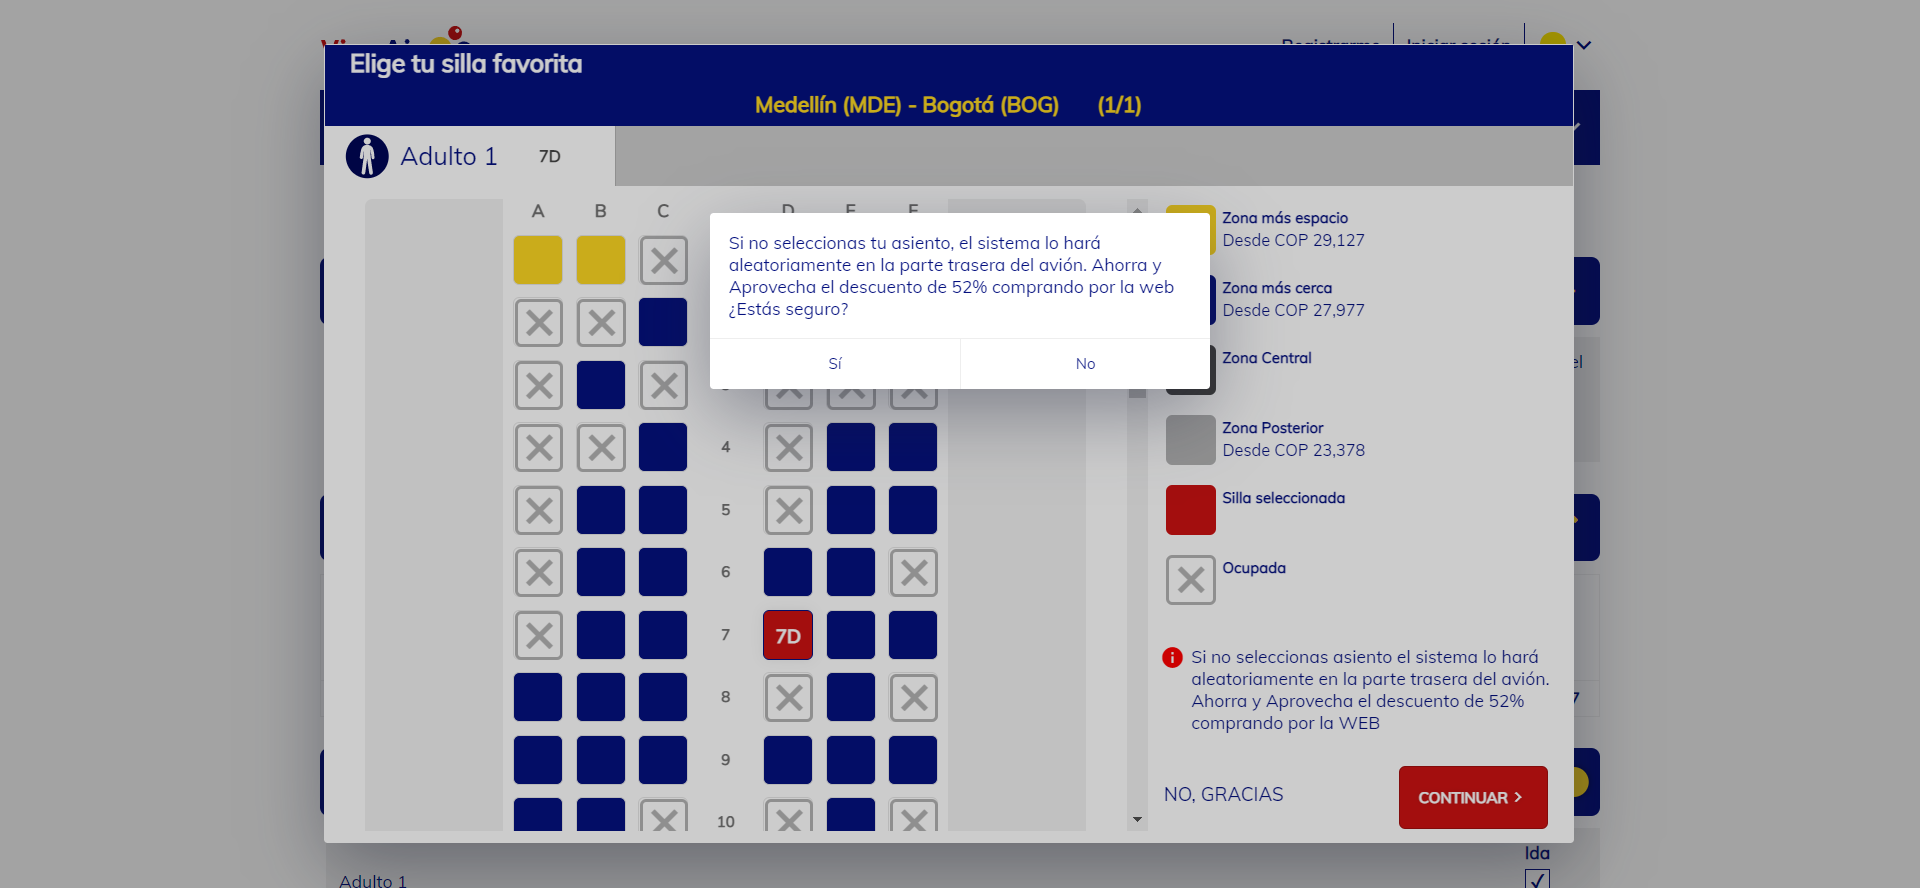 Registrarme
Iniciar sesión
Elige tu silla favorita
Medellín (MDE) - Bogotá (BOG) (1/1)
Adulto 1 7D
A B C D E F
Si no seleccionas tu asiento, el sistema lo hará
aleatoriamente en la parte trasera del avión. Ahorra y
Aprovecha el descuento de 52% comprando por la web
¿Estás seguro?
Sí No
4
5
6
7 7D
8
9
10
Zona más espacio
Desde COP 29,127
Zona más cerca
Desde COP 27,977
Zona Central
Zona Posterior
Desde COP 23,378
Silla seleccionada
Ocupada
Si no seleccionas asiento el sistema lo hará
aleatoriamente en la parte trasera del avión.
Ahorra y Aprovecha el descuento de 52%
comprando por la WEB
NO, GRACIAS
CONTINUAR
el
7
Ida
Adulto 1